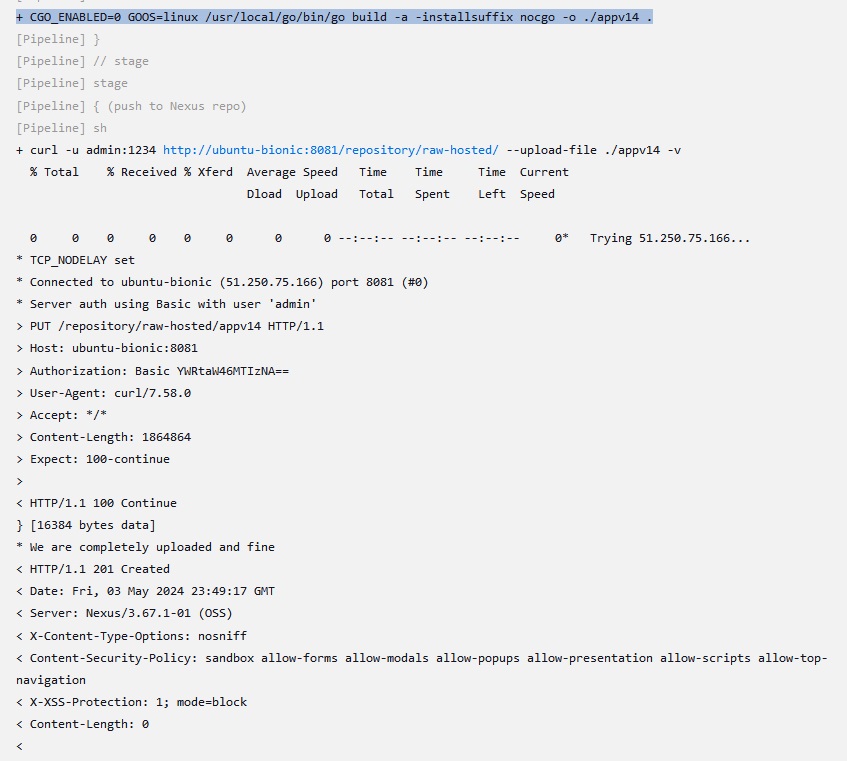 + CGO_ENABLED=0 GOOS=linux /usr/local/go/bin/go build -a -installsuffix nocgo -o ./appv14 .
[Pipeline] }
[Pipeline] // stage
[Pipeline] stage
[Pipeline] { (push to Nexus repo)
[Pipeline] sh
+ curl -u admin:1234 http://ubuntu-bionic:8081/repository/raw-hosted/ --upload-file ./appv14 -v
  % Total    % Received % Xferd  Average Speed   Time    Time     Time  Current
                                 Dload  Upload   Total   Spent    Left  Speed
  0     0    0     0    0     0      0      0 --:--:-- --:--:-- --:--:--     0*   Trying 51.250.75.166...
* TCP_NODELAY set
* Connected to ubuntu-bionic (51.250.75.166) port 8081 (#0)
* Server auth using Basic with user 'admin'
> PUT /repository/raw-hosted/appv14 HTTP/1.1
> Host: ubuntu-bionic:8081
> Authorization: Basic YWRtaW46MTIzNA==
> User-Agent: curl/7.58.0
> Accept: */*
> Content-Length: 1864864
> Expect: 100-continue
>
< HTTP/1.1 100 Continue
} [16384 bytes data]
* We are completely uploaded and fine
< HTTP/1.1 201 Created
< Date: Fri, 03 May 2024 23:49:17 GMT
< Server: Nexus/3.67.1-01 (OSS)
< X-Content-Type-Options: nosniff
< Content-Security-Policy: sandbox allow-forms allow-modals allow-popups allow-presentation allow-scripts allow-top-
navigation
< X-XSS-Protection: 1; mode=block
< Content-Length: 0
<